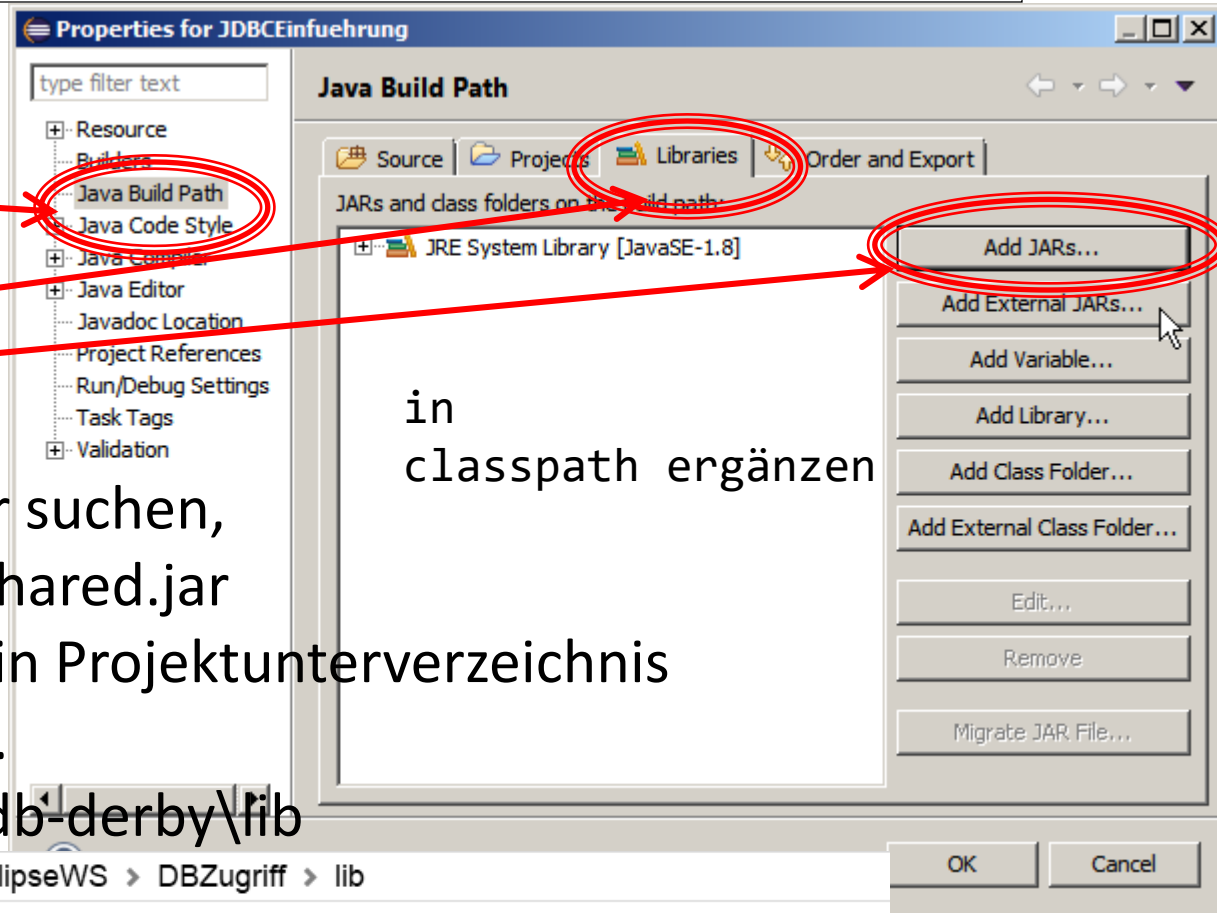 Properties for JDBCEinfuehrung
type filter text
Java Build Path
Resource
Builders
Java Build Path
Java Code Style
Java Compiler
Java Editor
Javadoc Location
Project References
Run/Debug Settings
Task Tags
Validation
Source
Projects
Libraries
Order and Export
JARs and class folders on the build path:
JRE System Library [JavaSE-1.8]
Add JARs...
Add External JARs...
Add Variable...
Add Library...
Add Class Folder...
Add External Class Folder...
Edit...
Remove
Migrate JAR File...
in
classpath ergänzen
r suchen,
hared.jar
in Projektunterverzeichnis
.
db-derby\lib
lipseWS > DBZugriff > lib
OK
Cancel